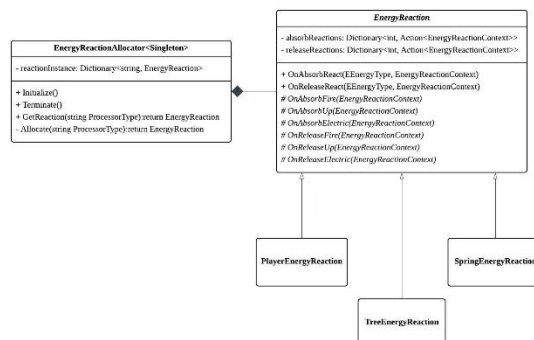 EnergyReactionAllocator<Singleton>
- reactionInstance: Dictionary<string, EnergyReaction>
+ Initialize()
+ Terminate()
+ GetReaction(string ProcessorType):return EnergyReaction
- Allocate(string ProcessorType):return EnergyReaction
EnergyReaction
- absorbReactions: Dictionary<int, Action<EnergyReactionContext>>
- releaseReactions: Dictionary<int, Action<EnergyReactionContext>>
+ OnAbsorbReact(EEnergyType, EnergyReactionContext)
+ OnReleaseReact(EEnergyType, EnergyReactionContext)
# OnAbsorbFire(EnergyReactionContext)
# OnAbsorbUp(EnergyReactionContext)
# OnAbsorbElectric(EnergyReactionContext)
# OnReleaseFire(EnergyReactionContext)
# OnReleaseUp(EnergyReactionContext)
# OnReleaseElectric(EnergyReactionContext)
PlayerEnergyReaction
SpringEnergyReaction
TreeEnergyReaction